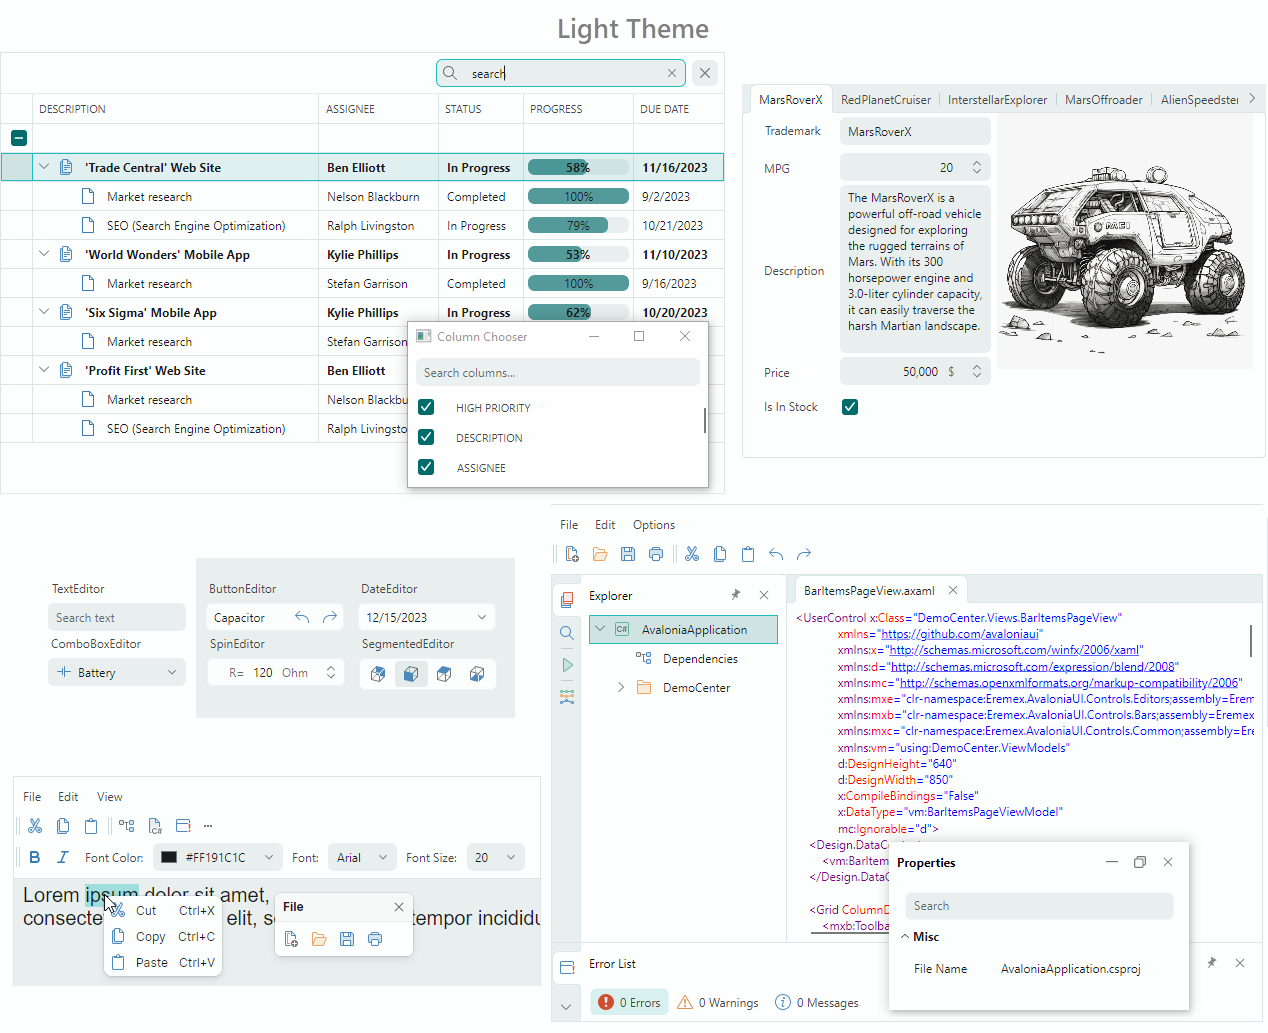 Light Theme
search
DESCRIPTION ASSIGNEE STATUS PROGRESS DUE DATE
'Trade Central' Web Site Ben Elliott In Progress 58% 11/16/2023
Market research Nelson Blackburn Completed 100% 9/2/2023
SEO (Search Engine Optimization) Ralph Livingston In Progress 79% 10/21/2023
'World Wonders' Mobile App Kylie Phillips In Progress 53% 11/10/2023
Market research Stefan Garrison Completed 100% 9/16/2023
'Six Sigma' Mobile App Kylie Phillips In Progress 62% 10/20/2023
Market research Stefan Garrison
'Profit First' Web Site Ben Elliott
Market research Nelson Blackbu
SEO (Search Engine Optimization) Ralph Livingsto
Column Chooser
Search columns...
HIGH PRIORITY
DESCRIPTION
ASSIGNEE
MarsRoverX RedPlanetCruiser InterstellarExplorer MarsOffroader AlienSpeedster
Trademark MarsRoverX
MPG 20
Description
The MarsRoverX is a
powerful off-road vehicle
designed for exploring
the rugged terrains of
Mars. With its 300
horsepower engine and
3.0-liter cylinder capacity,
it can easily traverse the
harsh Martian landscape.
Price 50,000 $
Is In Stock
TextEditor
Search text
ComboBoxEditor
Battery
ButtonEditor
Capacitor
SpinEditor
R= 120 Ohm
DateEditor
12/15/2023
SegmentedEditor
File Edit View
Font Color: #FF191C1C Font: Arial Font Size: 20
Lorem ipsum dolor sit amet,
consecte elit, s tempor incididu
Cut Ctrl+X
Copy Ctrl+C
Paste Ctrl+V
File
File Edit Options
Explorer
C# AvaloniaApplication
Dependencies
DemoCenter
BarItemsPageView.axaml
<UserControl x:Class="DemoCenter.Views.BarItemsPageView"
xmlns="https://github.com/avaloniaui"
xmlns:x="http://schemas.microsoft.com/winfx/2006/xaml"
xmlns:d="http://schemas.microsoft.com/expression/blend/2008"
xmlns:mc="http://schemas.openxmlformats.org/markup-compatibility/2006"
xmlns:mxe="clr-namespace:Eremex.AvaloniaUI.Controls.Editors;assembly=Erem
xmlns:mxb="clr-namespace:Eremex.AvaloniaUI.Controls.Bars;assembly=Eremex
xmlns:mxc="clr-namespace:Eremex.AvaloniaUI.Controls.Common;assembly=Ere
xmlns:vm="using:DemoCenter.ViewModels"
d:DesignHeight="640"
d:DesignWidth="850"
x:CompileBindings="False"
x:DataType="vm:BarItemsPageViewModel"
mc:Ignorable="d">
<Design.DataC
<vm:BarItem
</Design.DataC
<Grid ColumnD
<mxb:Toolba
Properties
Search
Misc
File Name AvaloniaApplication.csproj
Error List
0 Errors 0 Warnings 0 Messages